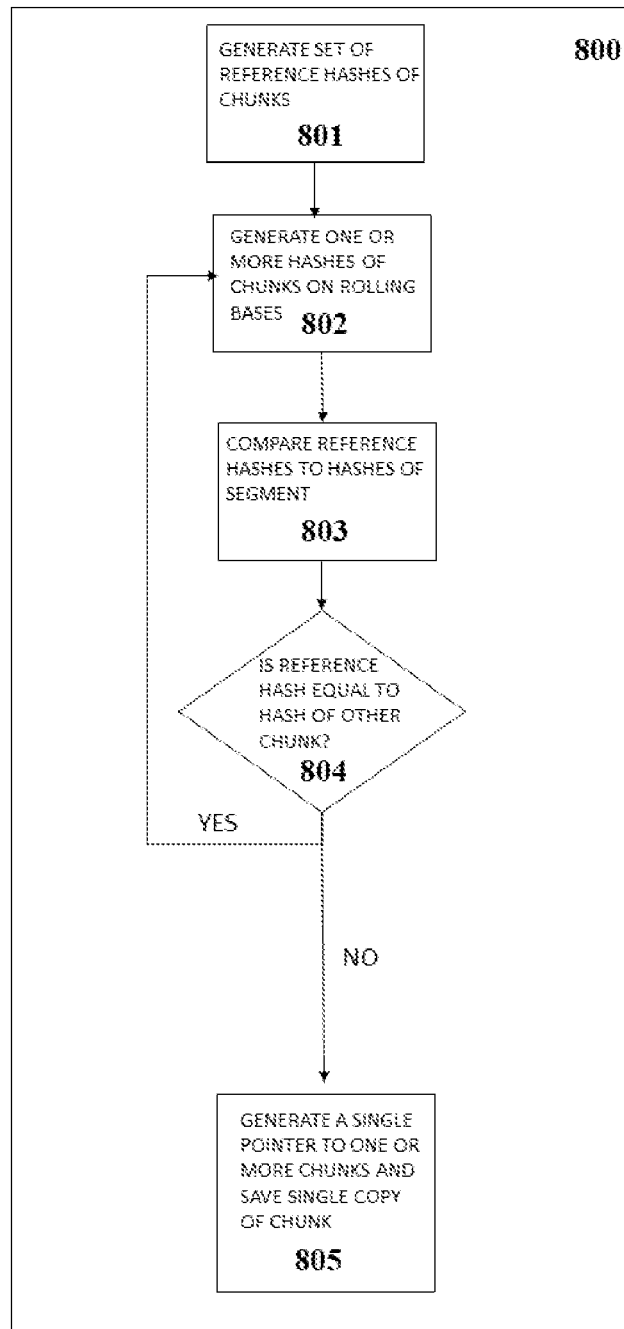 800
GENERATE SET OF
REFERENCE HASHES OF
CHUNKS
801
GENERATE ONE OR
MORE HASHES OF
CHUNKS ON ROLLING
BASES
802
COMPARE REFERENCE
HASHES TO HASHES OF
SEGMENT
803
IS REFERENCE
HASH EQUAL TO
HASH OF OTHER
CHUNK?
804
YES
NO
GENERATE A SINGLE
POINTER TO ONE OR
MORE CHUNKS AND
SAVE SINGLE COPY
OF CHUNK
805